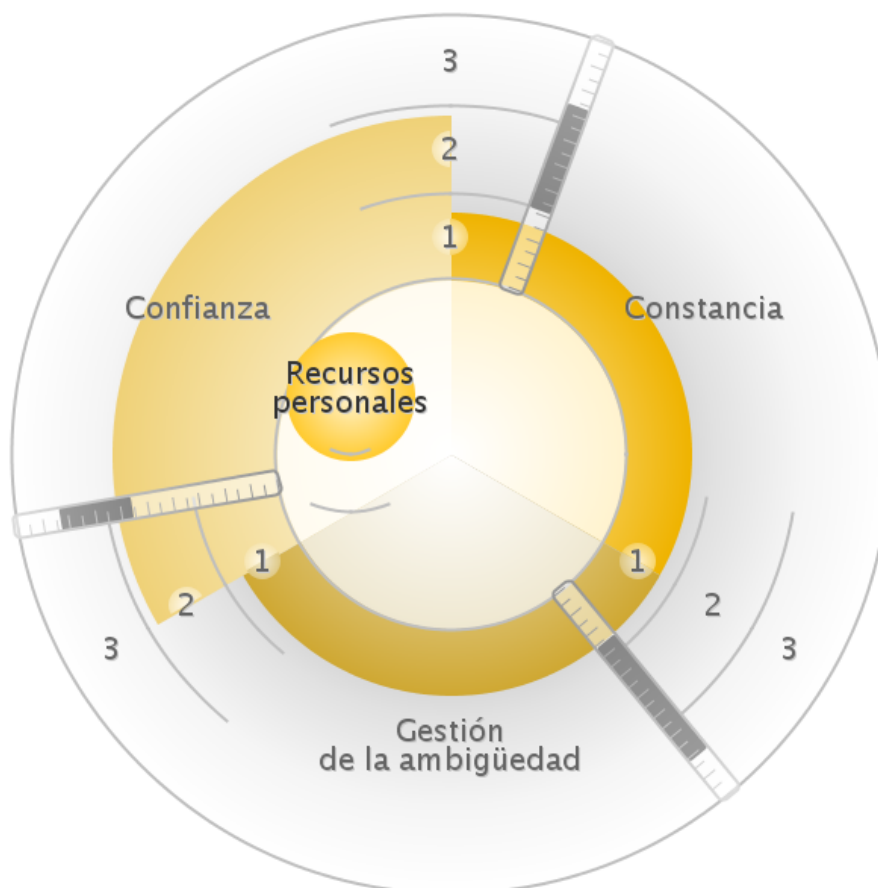 3
2
1
Confianza
Constancia
Recursos
personales
1
1
2
2
3
3
Gestión
de la ambigüedad